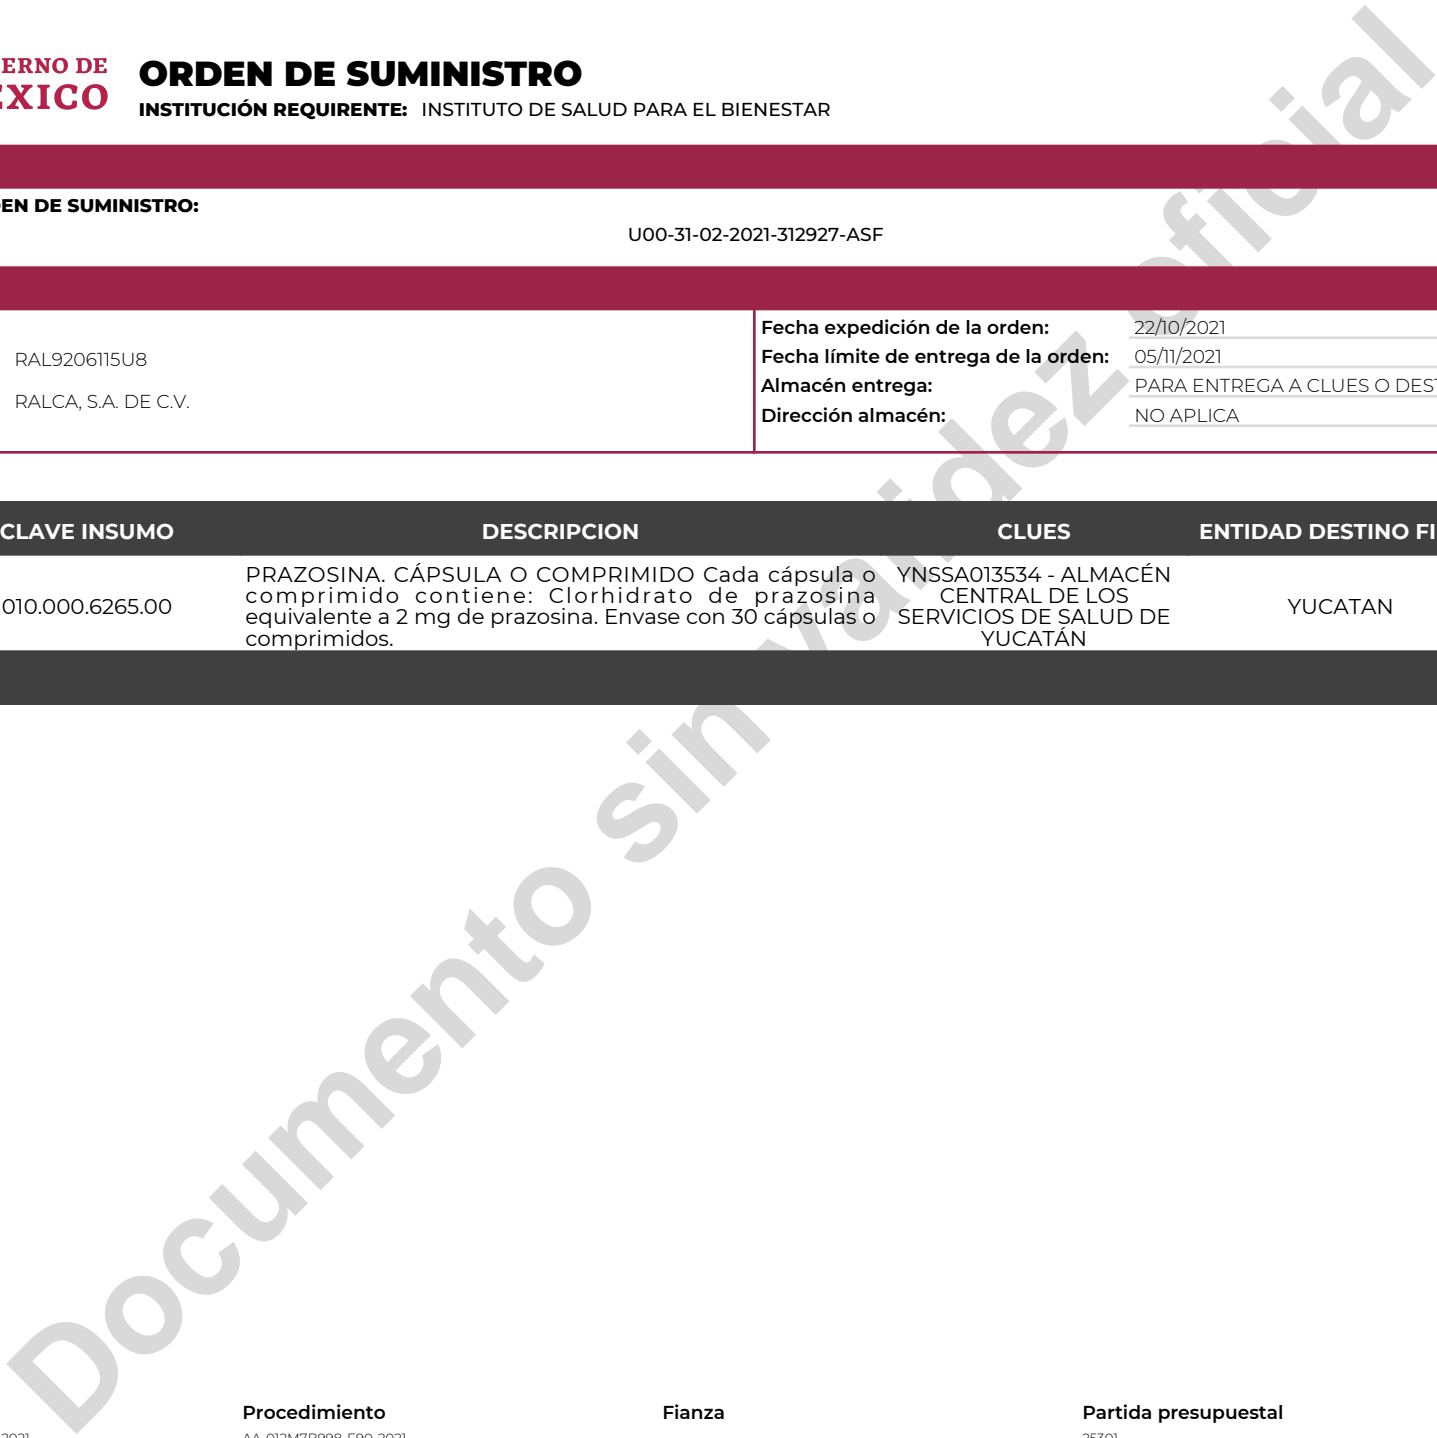 ERNO DE
ORDEN DE SUMINISTRO
INSTITUCIÓN REQUIRENTE: INSTITUTO DE SALUD PARA EL BIENESTAR
EN DE SUMINISTRO:
U00-31-02-2021-312927-ASF
RAL9206115U8
RALCA, S.A. DE C.V.
Fecha expedición de la orden: 22/10/2021
Fecha límite de entrega de la orden: 05/11/2021
Almacén entrega: PARA ENTREGA A CLUES O DEST
Dirección almacén: NO APLICA
CLAVE INSUMO DESCRIPCION CLUES ENTIDAD DESTINO FI
010.000.6265.00
PRAZOSINA. CÁPSULA O COMPRIMIDO Cada cápsula o
comprimido contiene: Clorhidrato de prazosina
equivalente a 2 mg de prazosina. Envase con 30 cápsulas o
comprimidos.
YNSSA013534 - ALMACÉN
CENTRAL DE LOS
SERVICIOS DE SALUD DE
YUCATÁN
YUCATAN
Documento sin validez oficial
Procedimiento Fianza Partida presupuestal